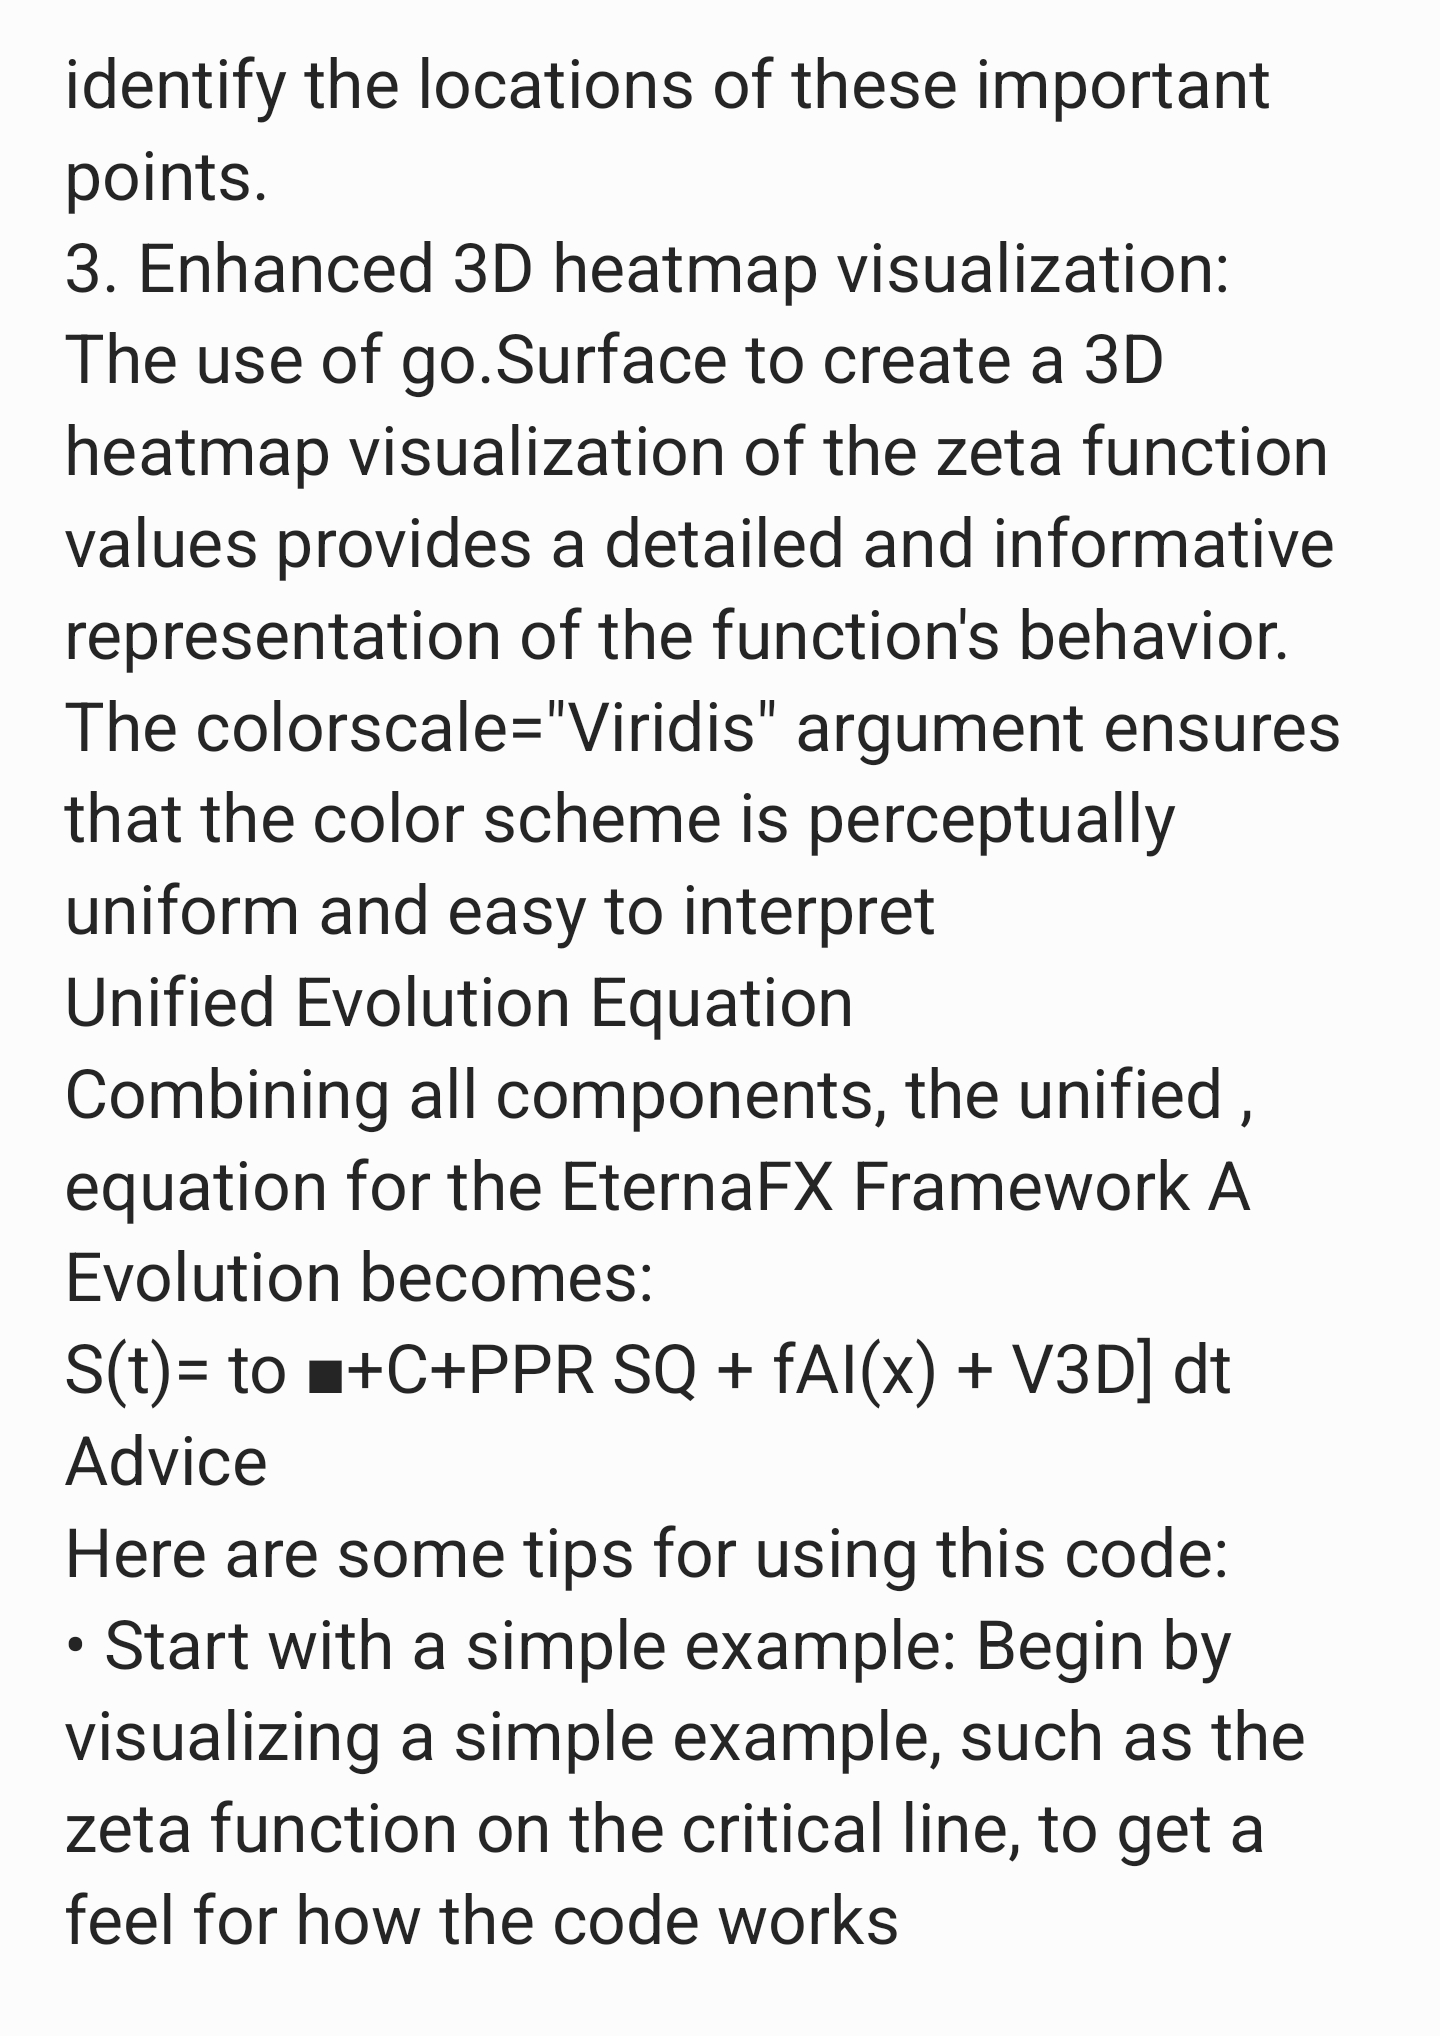 identify the locations of these important
points.
3. Enhanced 3D heatmap visualization:
The use of go.Surface to create a 3D
heatmap visualization of the zeta function
values provides a detailed and informative
representation of the function's behavior.
The colorscale="Viridis" argument ensures
that the color scheme is perceptually
uniform and easy to interpret
Unified Evolution Equation
Combining all components, the unified ,
equation for the EternaFX Framework A
Evolution becomes:
S(t)= to ■+C+PPR SQ + fAI(x) + V3D] dt
Advice
Here are some tips for using this code:
• Start with a simple example: Begin by
visualizing a simple example, such as the
zeta function on the critical line, to get a
feel for how the code works